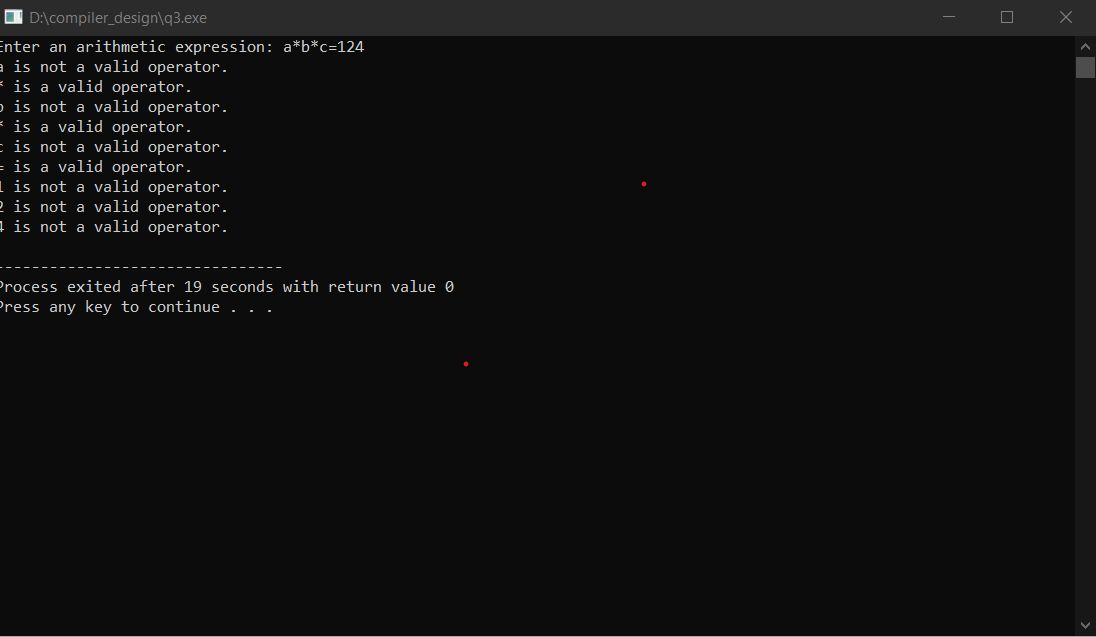 D:\compiler_design\q3.exe
Enter an arithmetic expression: a*b*c=124
a is not a valid operator.
* is a valid operator.
b is not a valid operator.
* is a valid operator.
c is not a valid operator.
= is a valid operator.
1 is not a valid operator.
2 is not a valid operator.
4 is not a valid operator.
--------------------------------
Process exited after 19 seconds with return value 0
Press any key to continue . . .